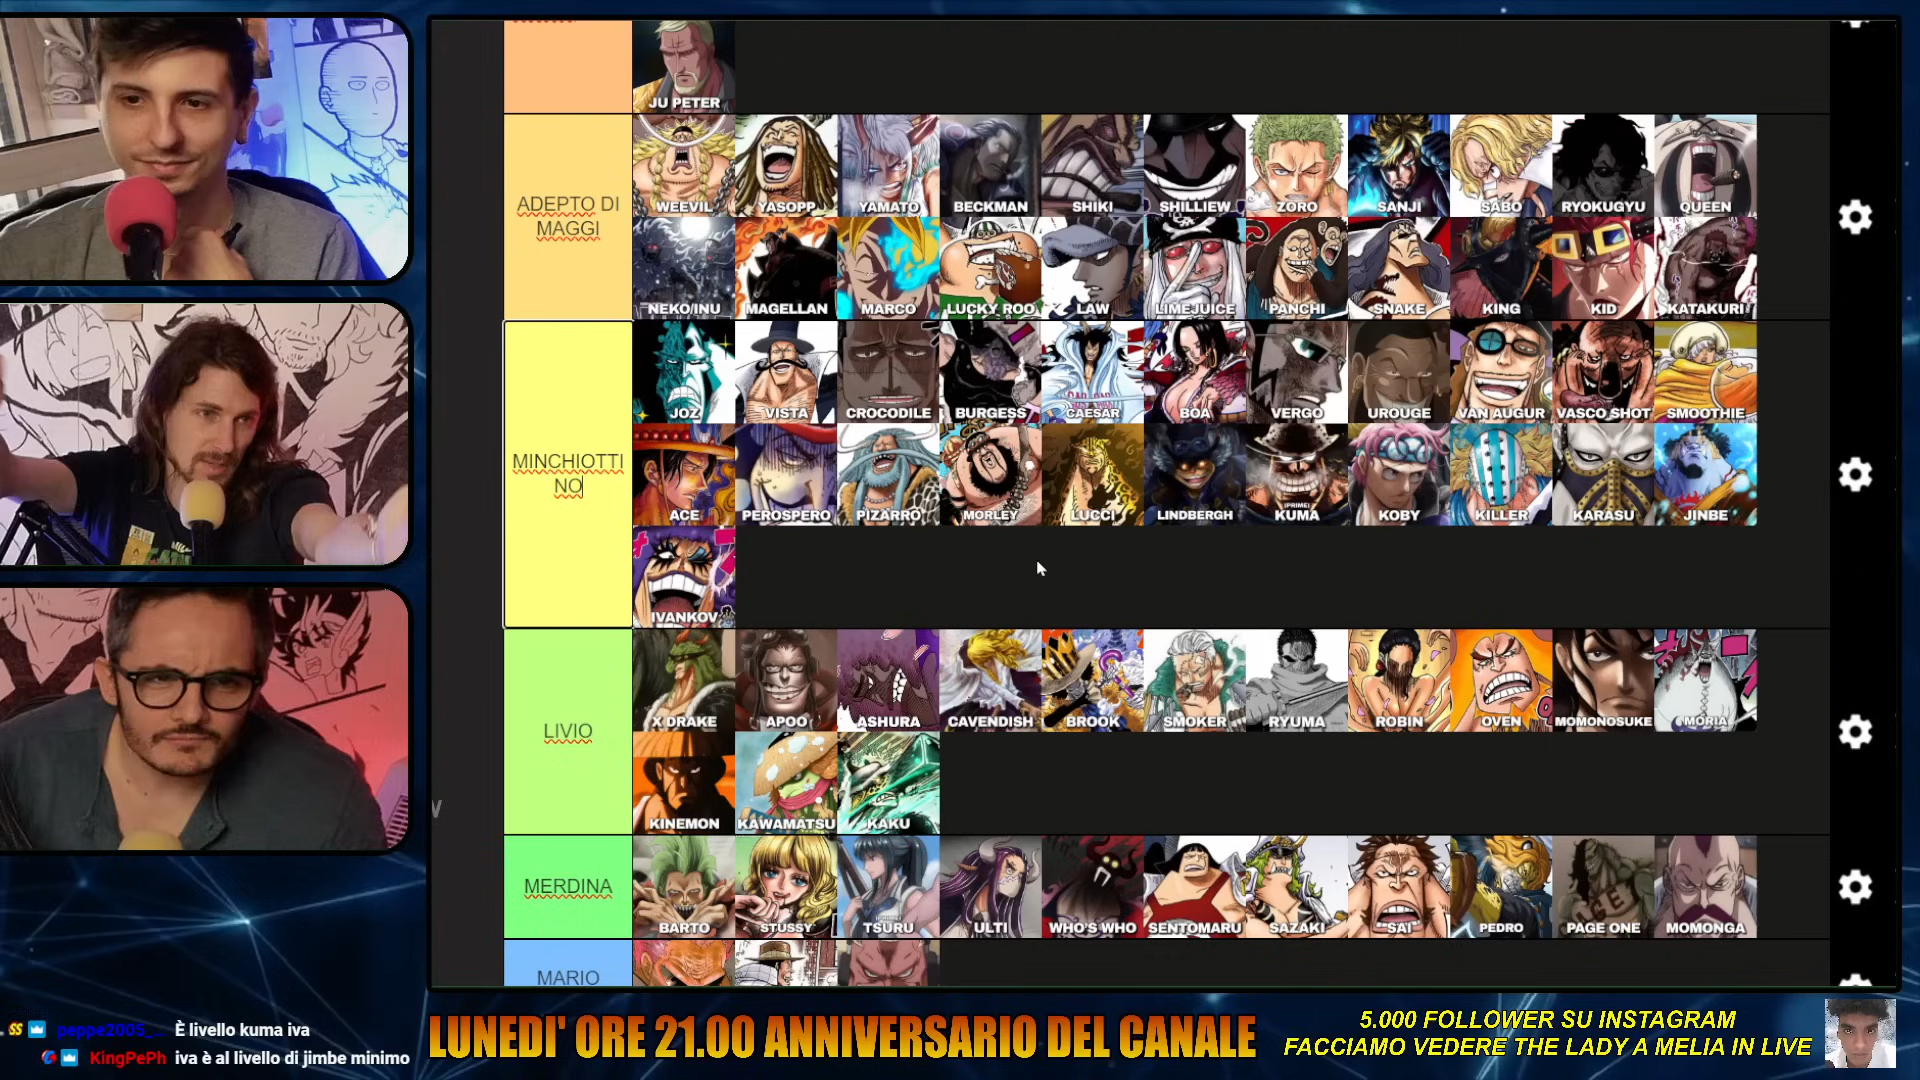 JU PETER
ADEPTO DI
MAGGI
WEEVIL YASOPP YAMATO BECKMAN SHIKI SHILLIEW ZORO SANJI SABO RYOKUGYU QUEEN
NEKO/INU MAGELLAN MARCO LUCKY ROO LAW LIMEJUICE PANCHI SNAKE KING KID KATAKURI
MINCHIOTTI
NO
JOZ VISTA CROCODILE BURGESS CAESAR BOA VERGO UROUGE VAN AUGUR VASCO SHOT SMOOTHIE
ACE PEROSPERO PIZARRO MORLEY LUCCI LINDBERGH (PRIME) KUMA KOBY KILLER KARASU JINBE
IVANKOV
LIVIO
X DRAKE APOO ASHURA CAVENDISH BROOK SMOKER RYUMA ROBIN OVEN MOMONOSUKE MORIA
KINEMON KAWAMATSU KAKU
MERDINA
BARTO STUSSY TSURU ULTI WHO'S WHO SENTOMARU SAZAKI SAI PEDRO PAGE ONE MOMONGA
MARIO
peppe2005_... È livello kuma iva
KingPePh iva è al livello di jimbe minimo
LUNEDI' ORE 21.00 ANNIVERSARIO DEL CANALE
5.000 FOLLOWER SU INSTAGRAM
FACCIAMO VEDERE THE LADY A MELIA IN LIVE